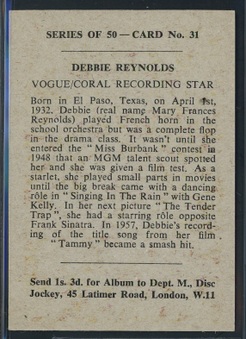 SERIES OF 50 — CARD No. 31
DEBBIE REYNOLDS
VOGUE/CORAL RECORDING STAR
Born in El Paso, Texas, on April 1st,
1932. Debbie (real name Mary Frances
Reynolds) played French horn in the
school orchestra but was a complete flop
in the drama class. It wasn't until she
entered the "Miss Burbank" contest in
1948 that an MGM talent scout spotted
her and she was given a film test. As a
starlet, she played small parts in movies
until the big break came with a dancing
rôle in "Singing In The Rain" with Gene
Kelly. In her next picture "The Tender
Trap", she had a starring rôle opposite
Frank Sinatra. In 1957, Debbie's record-
ing of the title song from her film
"Tammy" became a smash hit.
Send 1s. 3d. for Album to Dept. M., Disc
Jockey, 45 Latimer Road, London, W.11